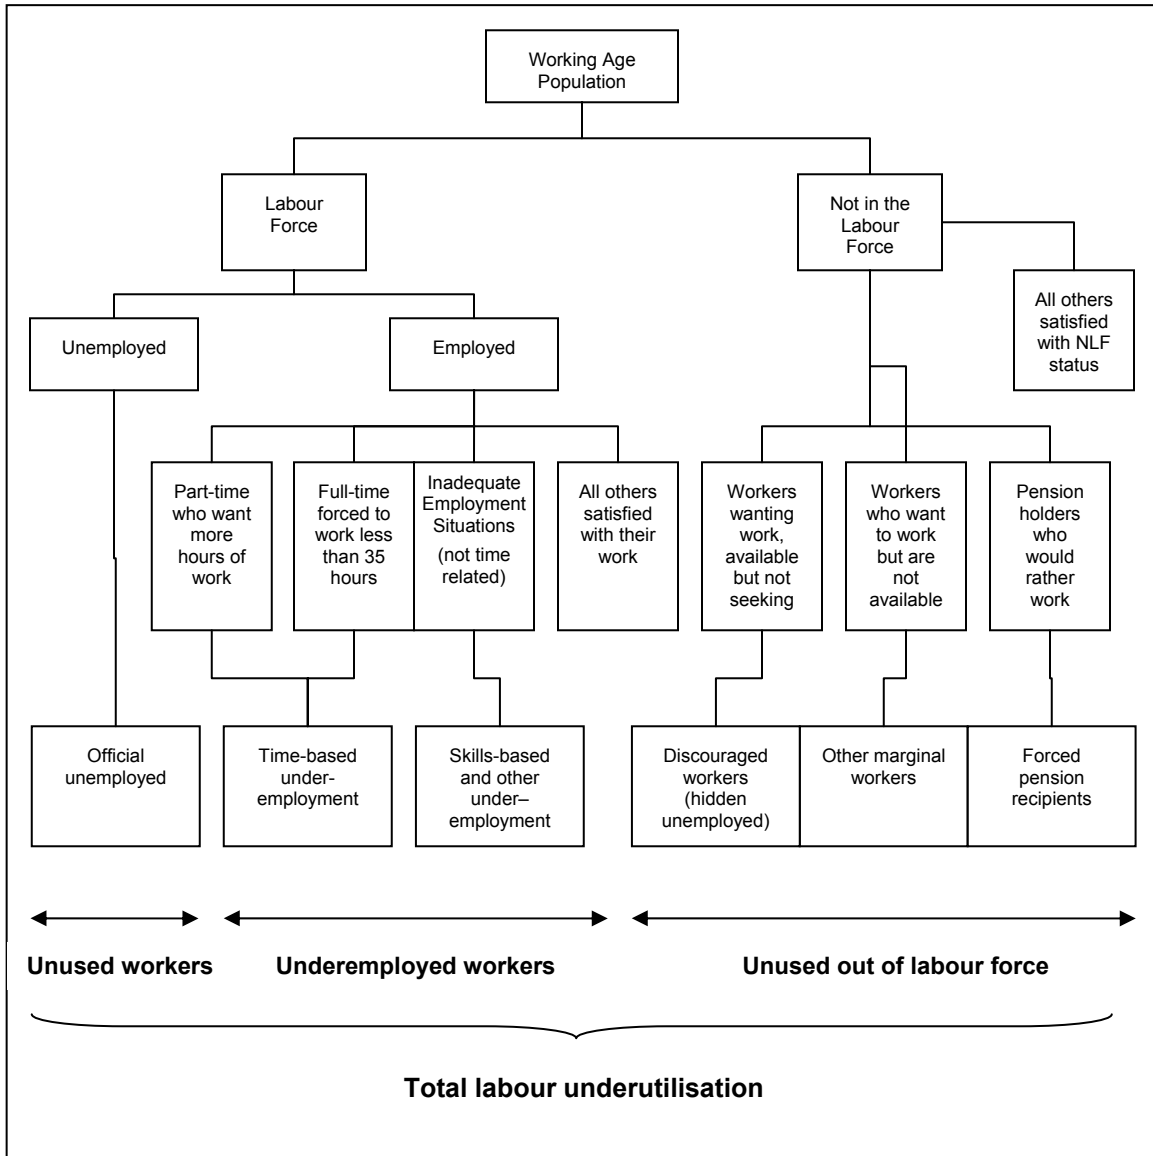 Working Age
Population
Labour
Force
Not in the
Labour
Force
All others
satisfied
with NLF
status
Unemployed
Employed
Part-time
who want
more
hours of
work
Full-time
forced to
work less
than 35
hours
Inadequate
Employment
Situations
(not time
related)
All others
satisfied
with their
work
Workers
wanting
work,
available
but not
seeking
Workers
who want
to work
but are
not
available
Pension
holders
who
would
rather
work
Official
unemployed
Time-based
under-
employment
Skills-based
and other
under–
employment
Discouraged
workers
(hidden
unemployed)
Other marginal
workers
Forced
pension
recipients
Unused workers
Underemployed workers
Unused out of labour force
Total labour underutilisation